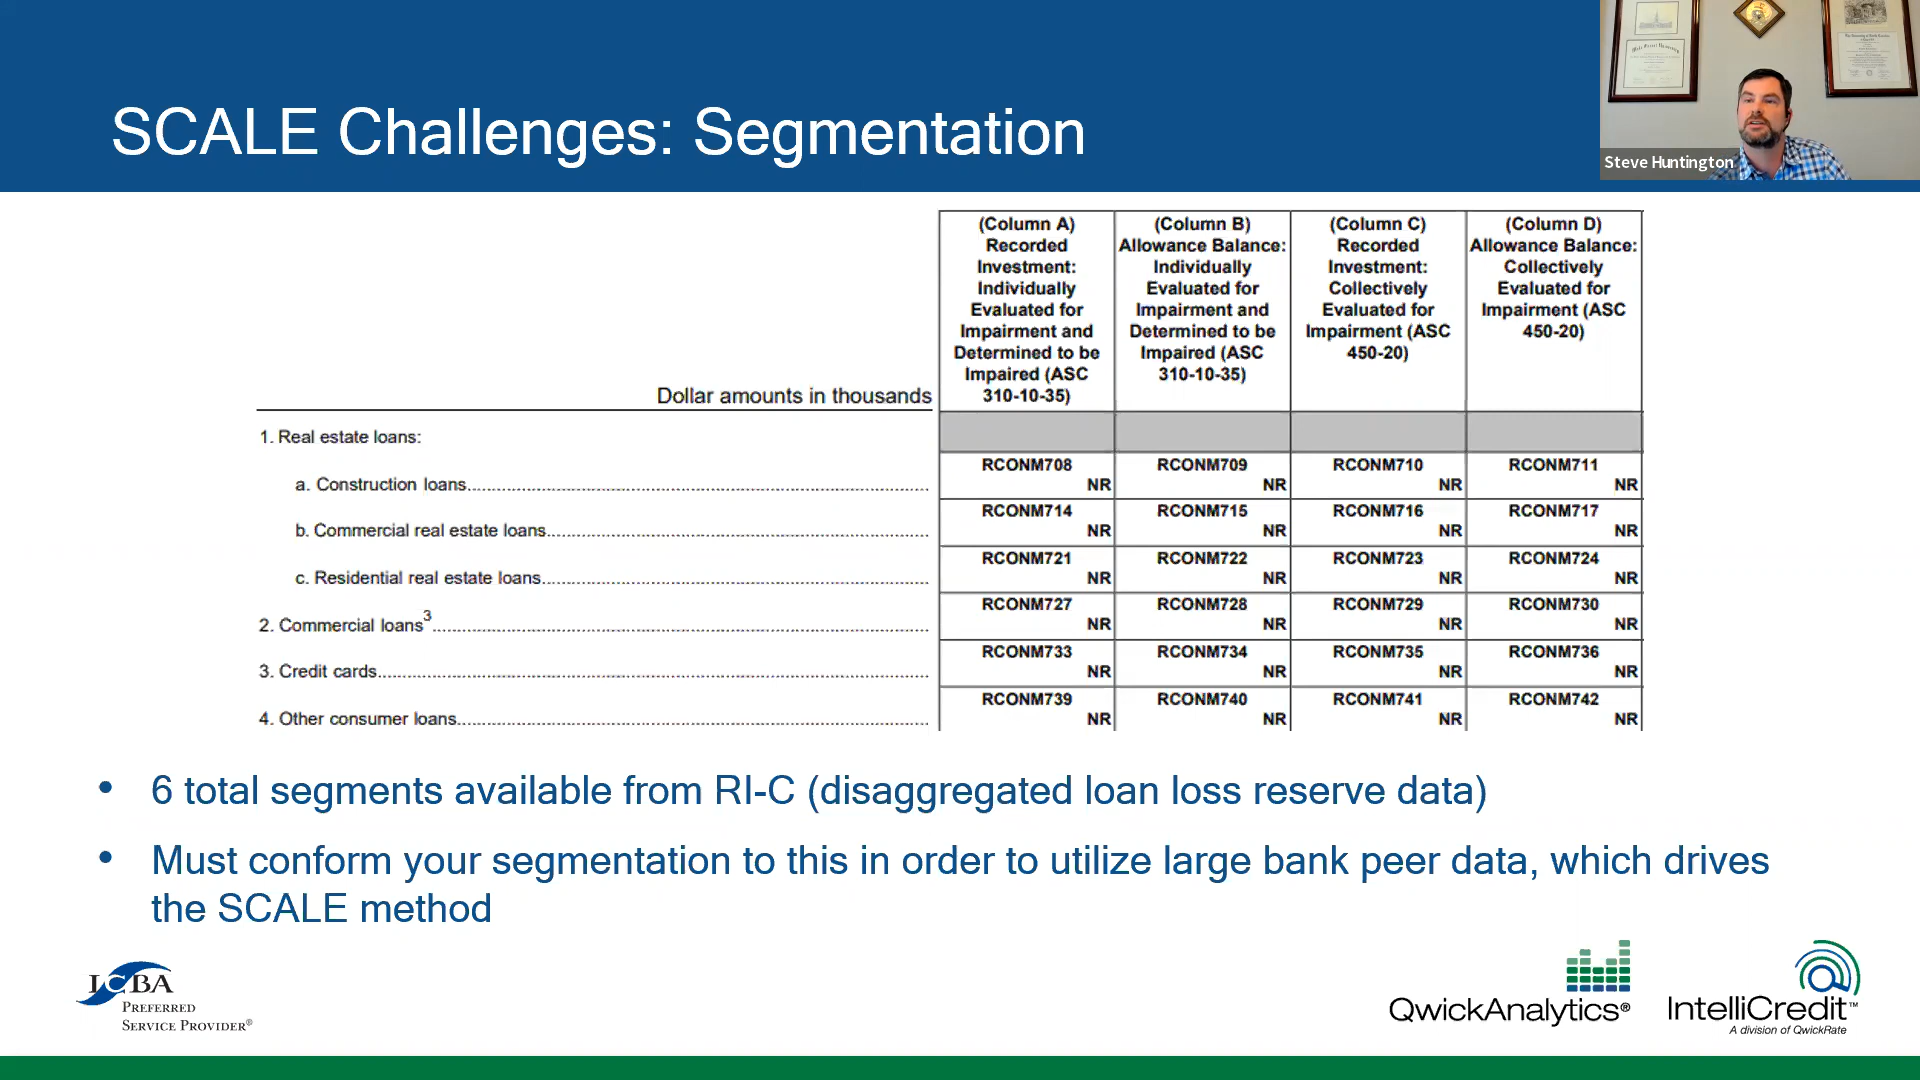 SCALE Challenges: Segmentation
Steve Huntington
(Column A) Recorded Investment: Individually Evaluated for Impairment and Determined to be Impaired (ASC 310-10-35)
(Column B) Allowance Balance: Individually Evaluated for Impairment and Determined to be Impaired (ASC 310-10-35)
(Column C) Recorded Investment: Collectively Evaluated for Impairment (ASC 450-20)
(Column D) Allowance Balance: Collectively Evaluated for Impairment (ASC 450-20)
Dollar amounts in thousands
1. Real estate loans:
RCONM708 RCONM709 RCONM710 RCONM711
a. Construction loans NR NR NR NR
RCONM714 RCONM715 RCONM716 RCONM717
b. Commercial real estate loans NR NR NR NR
RCONM721 RCONM722 RCONM723 RCONM724
c. Residential real estate loans NR NR NR NR
RCONM727 RCONM728 RCONM729 RCONM730
2. Commercial loans3 NR NR NR NR
RCONM733 RCONM734 RCONM735 RCONM736
3. Credit cards NR NR NR NR
RCONM739 RCONM740 RCONM741 RCONM742
4. Other consumer loans NR NR NR NR
• 6 total segments available from RI-C (disaggregated loan loss reserve data)
• Must conform your segmentation to this in order to utilize large bank peer data, which drives
the SCALE method
ICBA
PREFERRED
SERVICE PROVIDER®
QwickAnalytics®
IntelliCredit™
A division of QwickRate